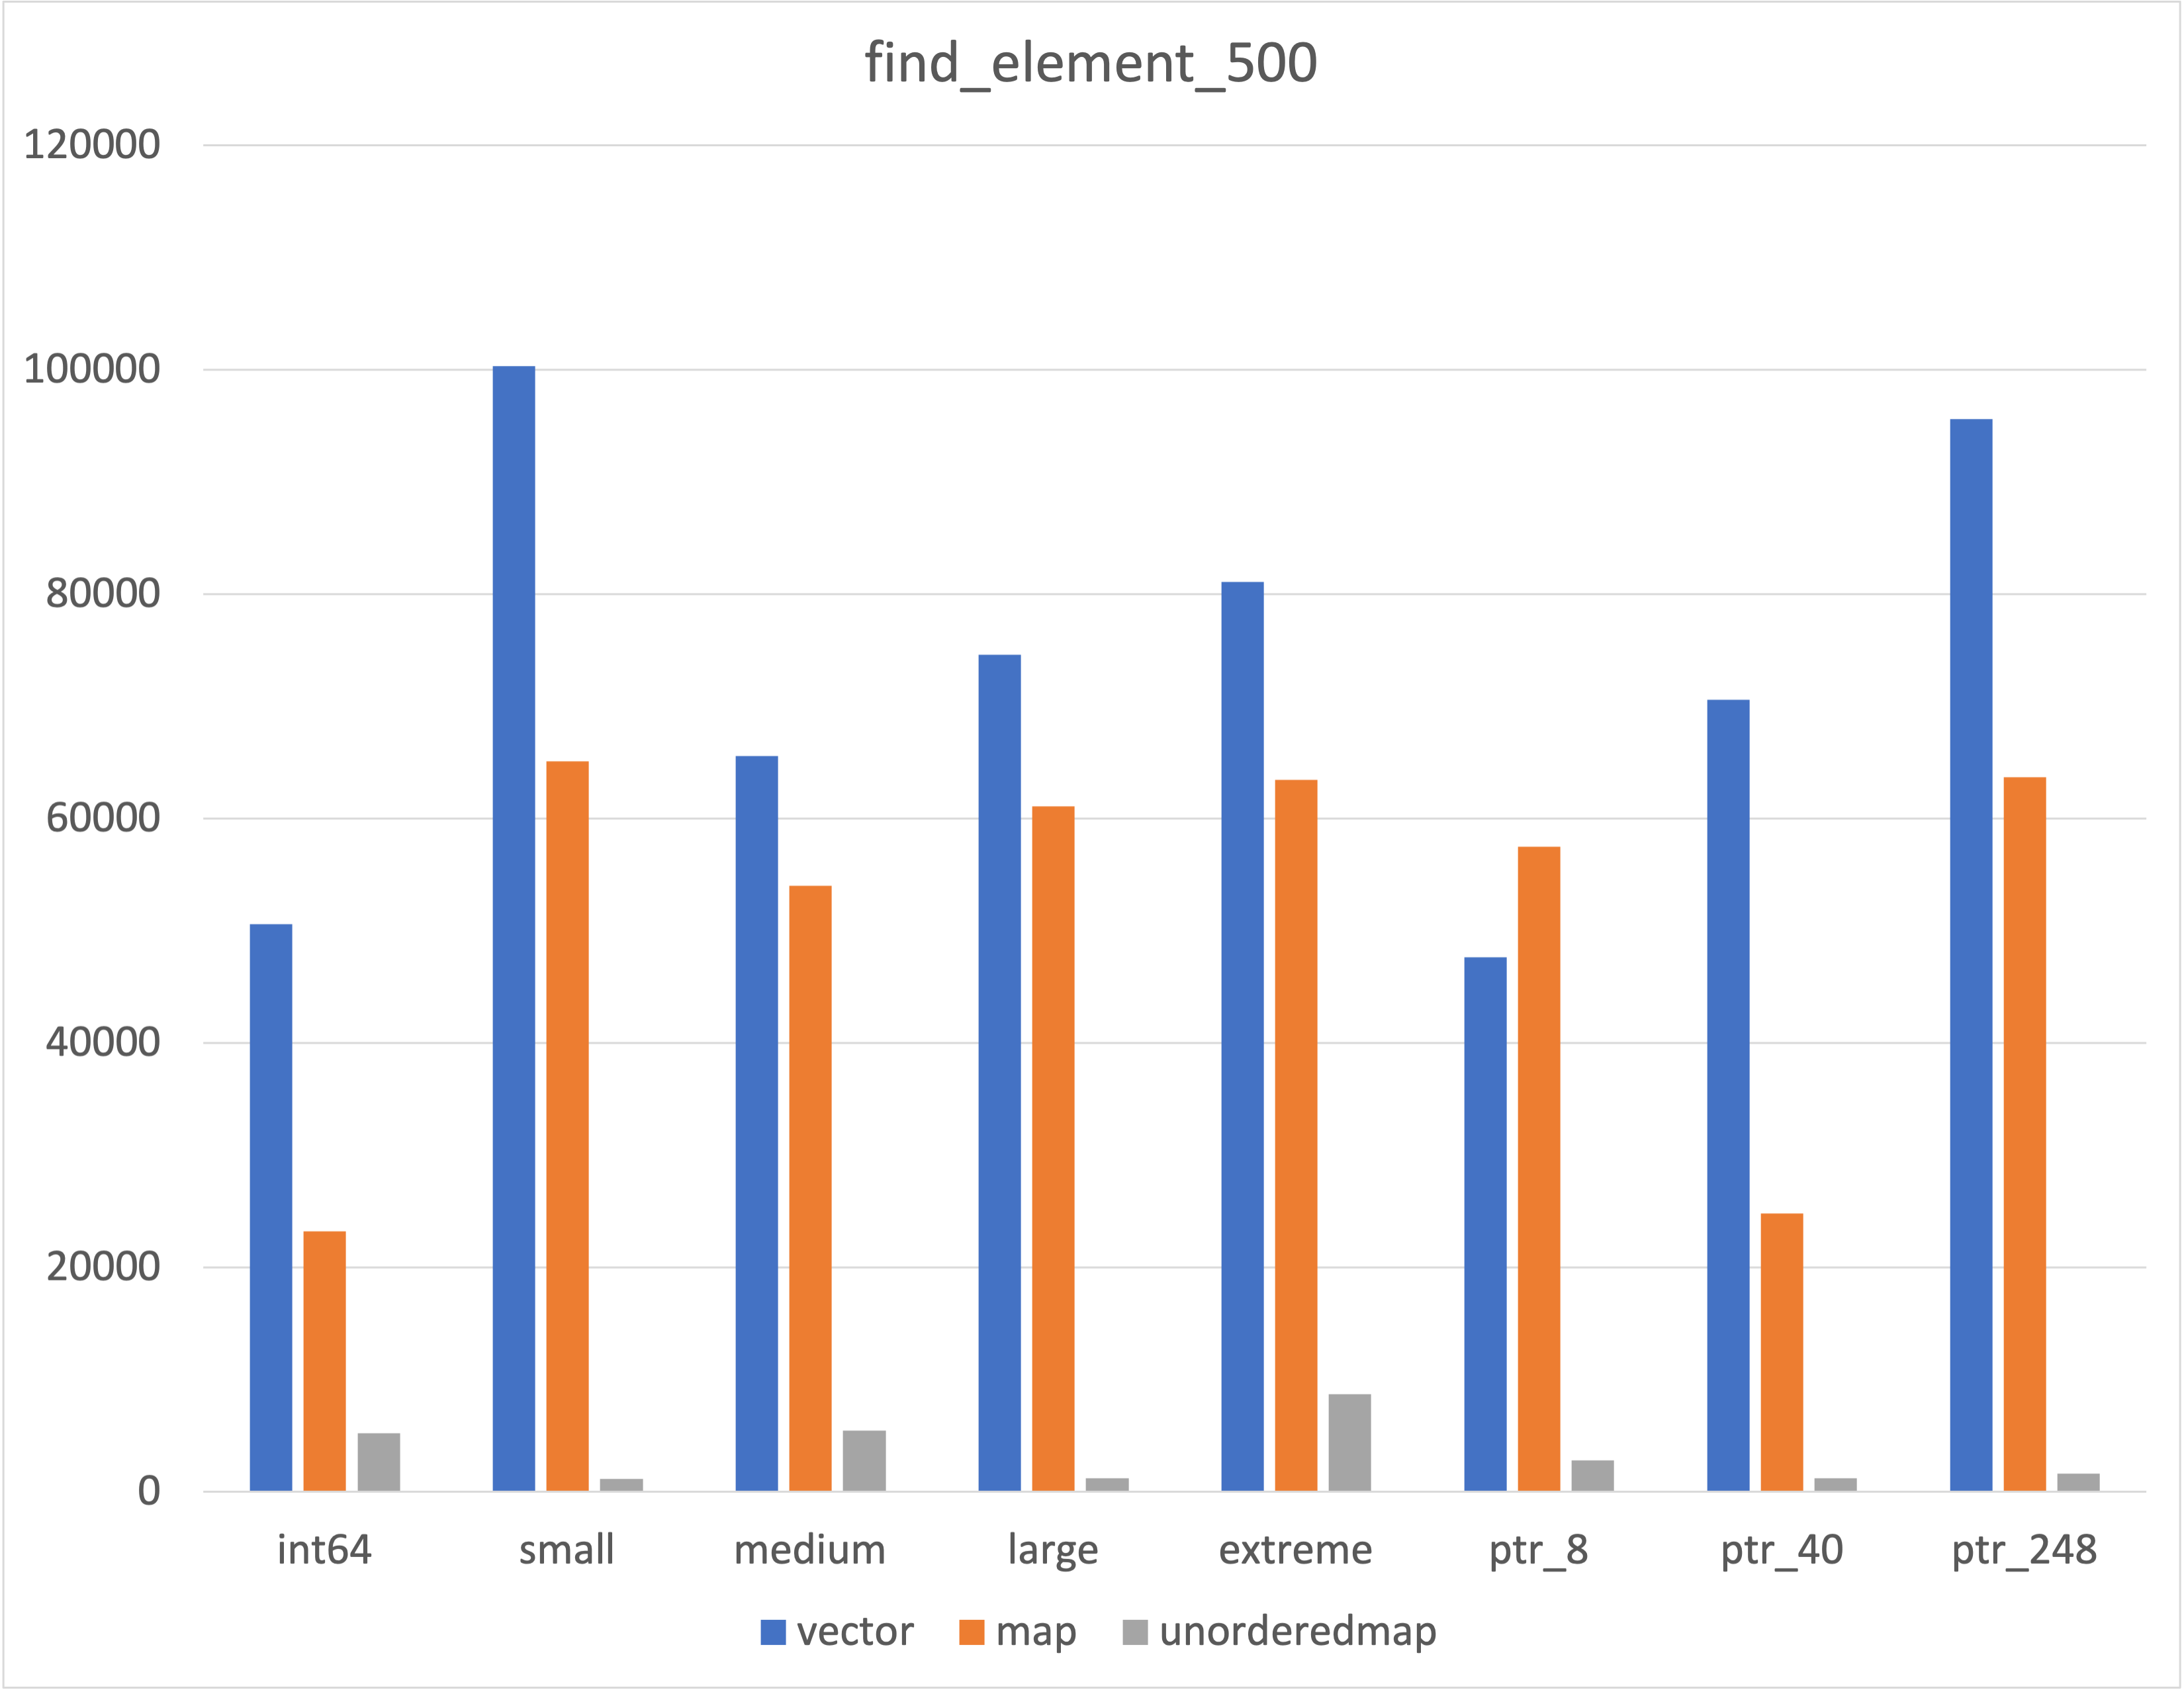 find_element_500
120000
100000
80000
60000
40000
20000
0
int64 small medium large extreme ptr_8 ptr_40 ptr_248
vector map unorderedmap